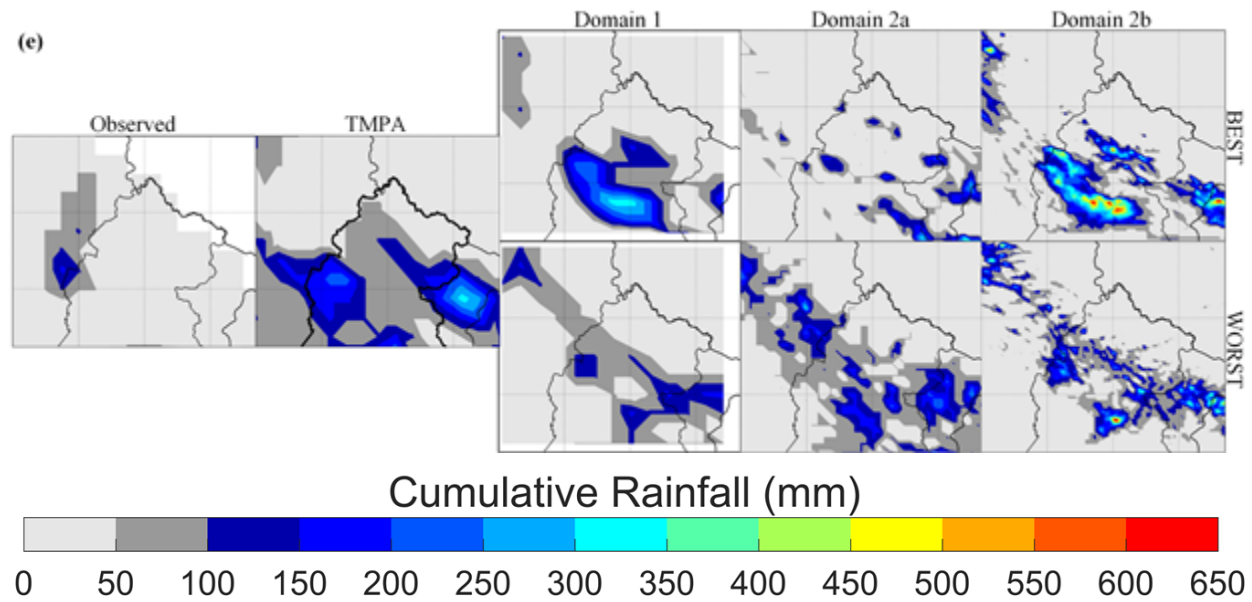 (e)
Domain 1 Domain 2a Domain 2b
Observed TMPA
BEST
WORST
Cumulative Rainfall (mm)
0 50 100 150 200 250 300 350 400 450 500 550 600 650